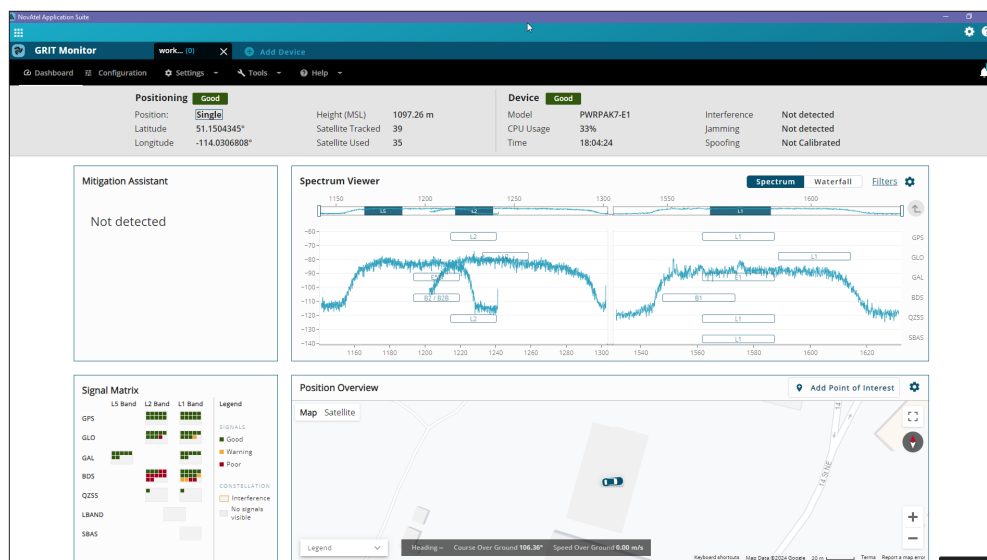 NovAtel Application Suite
GRIT Monitor
work... (0)
Add Device
Dashboard
Configuration
Settings
Tools
Help
Positioning Good
Position: Single
Latitude 51.1504345°
Longitude -114.0306808°
Height (MSL) 1097.26 m
Satellite Tracked 39
Satellite Used 35
Device Good
Model PWRPAK7-E1
CPU Usage 33%
Time 18:04:24
Interference Not detected
Jamming Not detected
Spoofing Not Calibrated
Mitigation Assistant
Not detected
Spectrum Viewer
Spectrum Waterfall Filters
1150 1200 1250 1300 1550 1600
L5 L2 L1
-60
-70
-80
-90
-100
-110
-120
-130
-140
L2 L1 GPS
L1 GLO
E1 GAL
B2 / B2B B1 BDS
L2 L1 QZSS
L1 SBAS
1160 1180 1200 1220 1240 1260 1280 1300 1540 1560 1580 1600 1620
Signal Matrix
L5 Band L2 Band L1 Band
GPS
GLO
GAL
BDS
QZSS
LBAND
SBAS
Legend
SIGNALS
Good
Warning
Poor
CONSTELLATION
Interference
No signals
visible
Position Overview
Add Point of Interest
Map Satellite
14 St NE
Legend
Heading -- Course Over Ground 106.36° Speed Over Ground 0.00 m/s
Keyboard shortcuts Map Data ©2024 Google 20 m Terms Report a map error